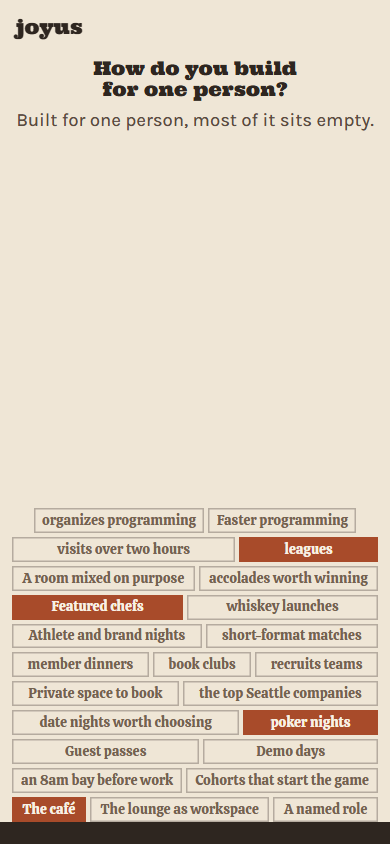 joyus
How do you build
for one person?
Built for one person, most of it sits empty.
organizes programming Faster programming
visits over two hours leagues
A room mixed on purpose accolades worth winning
Featured chefs whiskey launches
Athlete and brand nights short-format matches
member dinners book clubs recruits teams
Private space to book the top Seattle companies
date nights worth choosing poker nights
Guest passes Demo days
an 8am bay before work Cohorts that start the game
The café The lounge as workspace A named role